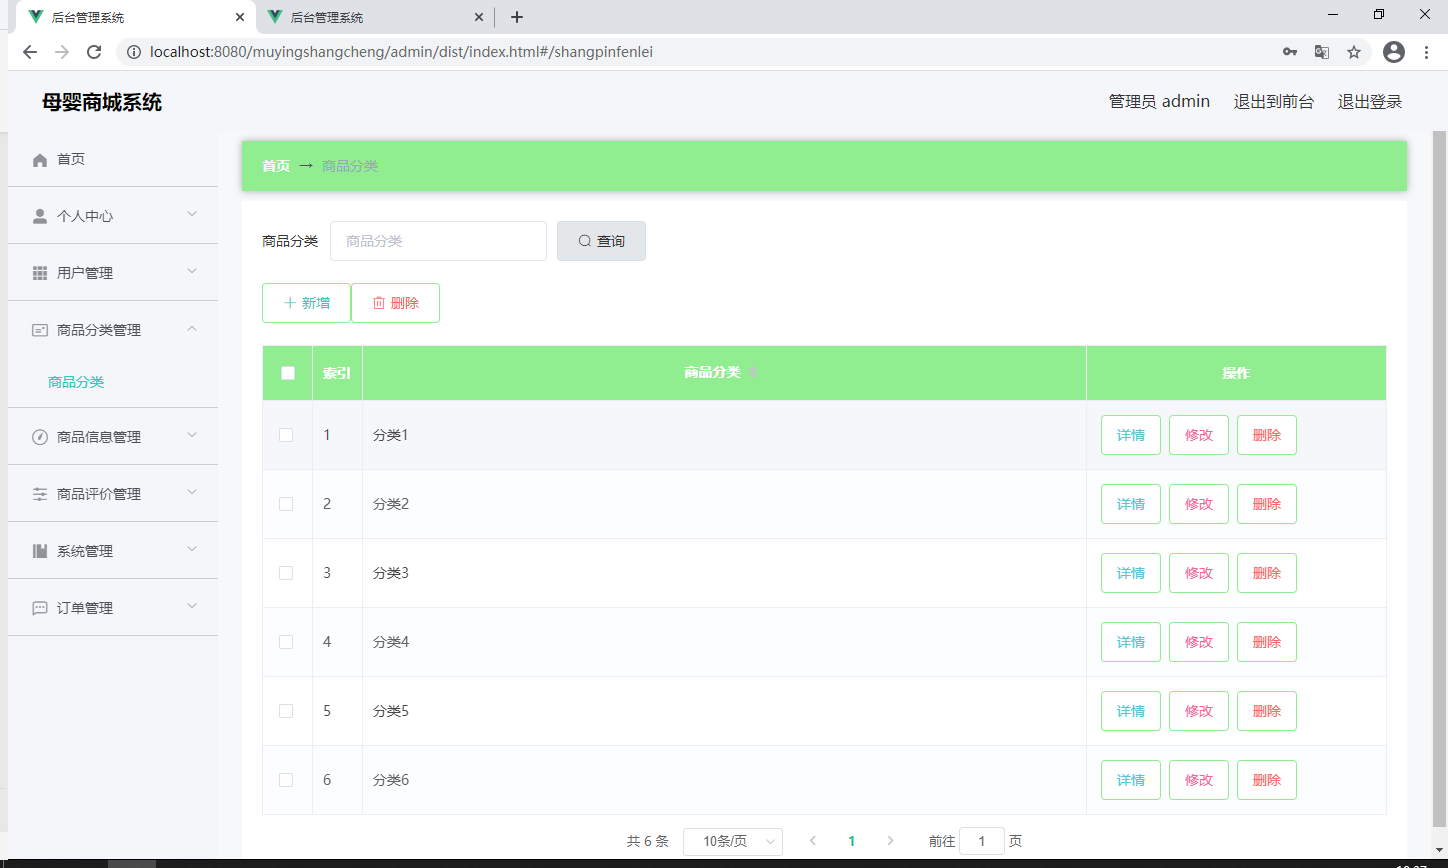 后台管理系统
后台管理系统
localhost:8080/muyingshangcheng/admin/dist/index.html#/shangpinfenlei
母婴商城系统
管理员 admin 退出到前台 退出登录
首页
个人中心
用户管理
商品分类管理
商品分类
商品信息管理
商品评价管理
系统管理
订单管理
首页 → 商品分类
商品分类 商品分类 查询
新增 删除
索引 商品分类 操作
1 分类1 详情 修改 删除
2 分类2 详情 修改 删除
3 分类3 详情 修改 删除
4 分类4 详情 修改 删除
5 分类5 详情 修改 删除
6 分类6 详情 修改 删除
共 6 条 10条/页 1 前往 1 页